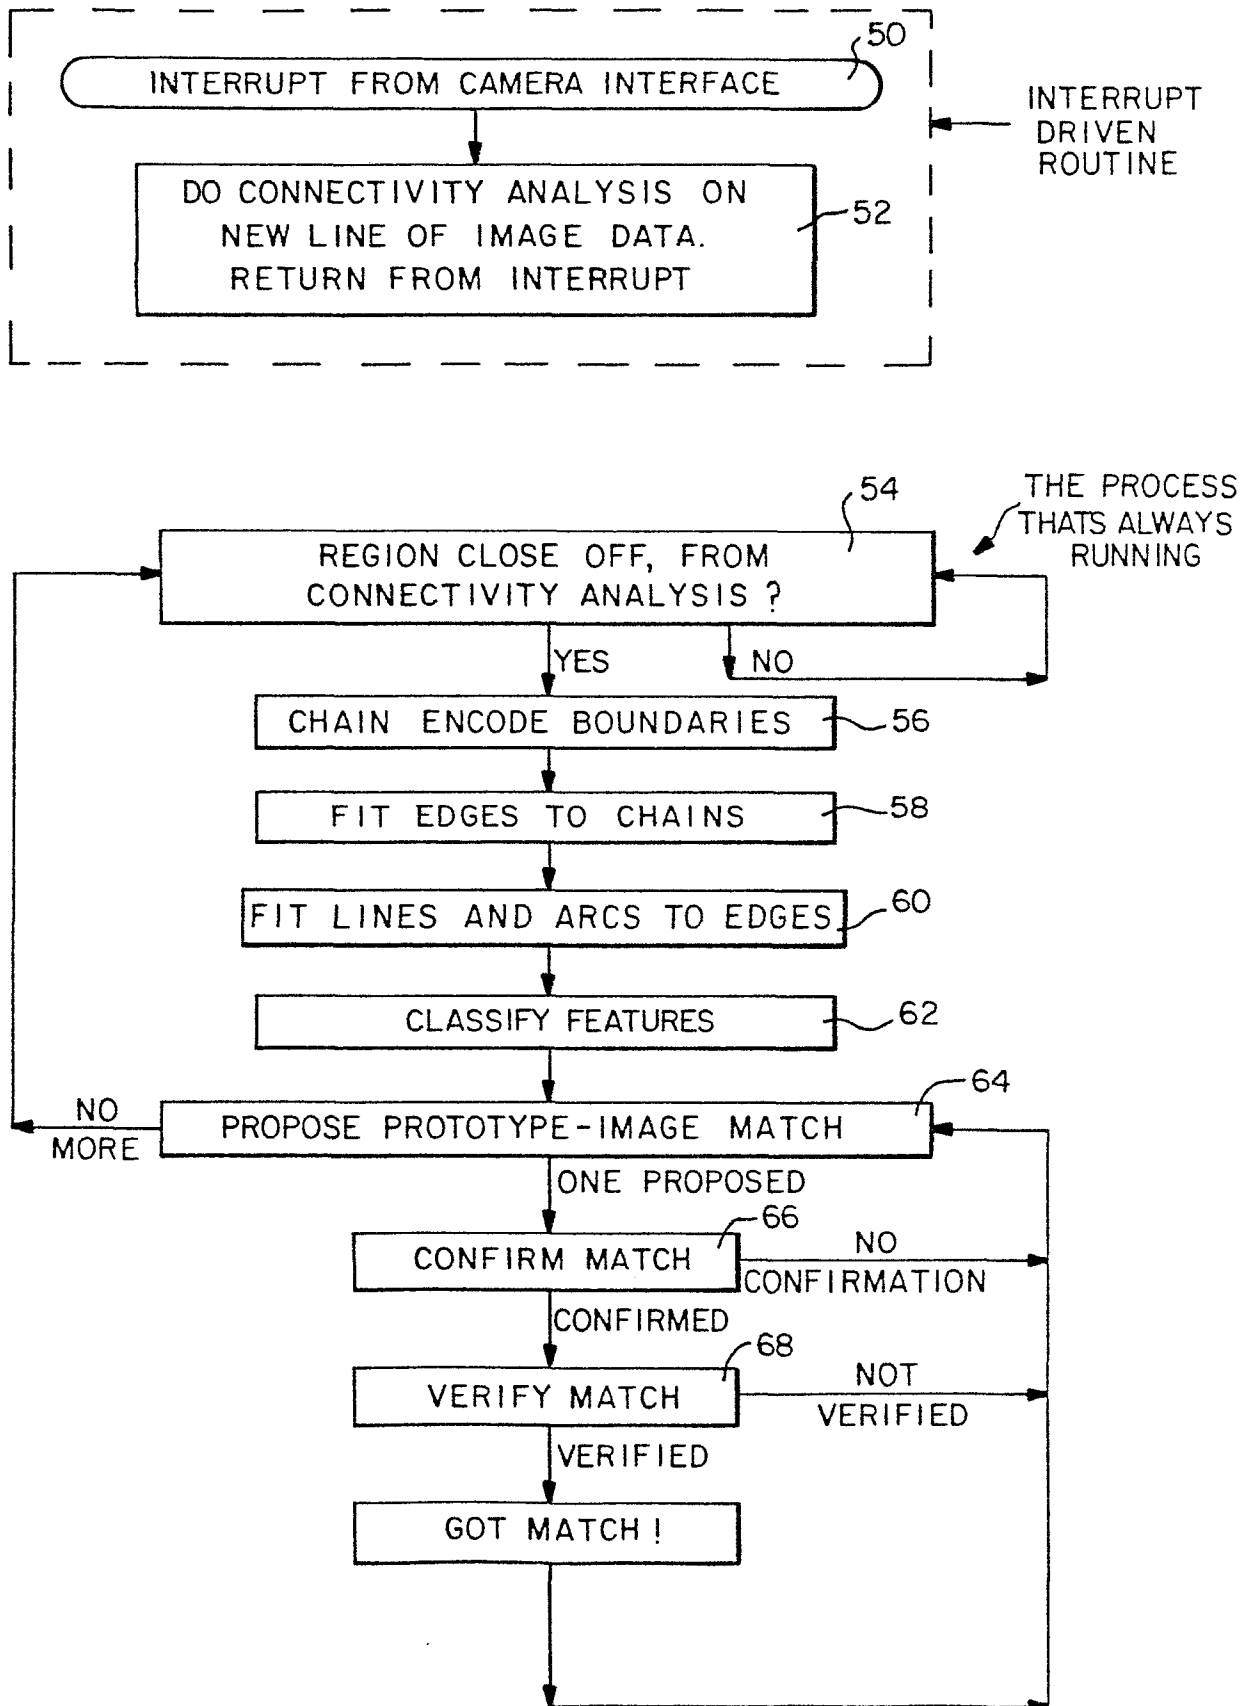 50
INTERRUPT FROM CAMERA INTERFACE
INTERRUPT
DRIVEN
ROUTINE
DO CONNECTIVITY ANALYSIS ON
NEW LINE OF IMAGE DATA.
RETURN FROM INTERRUPT
52
THE PROCESS
THATS ALWAYS
RUNNING
54
REGION CLOSE OFF, FROM
CONNECTIVITY ANALYSIS ?
YES
NO
CHAIN ENCODE BOUNDARIES
56
FIT EDGES TO CHAINS
58
FIT LINES AND ARCS TO EDGES
60
CLASSIFY FEATURES
62
64
NO
MORE
PROPOSE PROTOTYPE-IMAGE MATCH
ONE PROPOSED
66
CONFIRM MATCH
NO
CONFIRMATION
CONFIRMED
68
VERIFY MATCH
NOT
VERIFIED
VERIFIED
GOT MATCH !